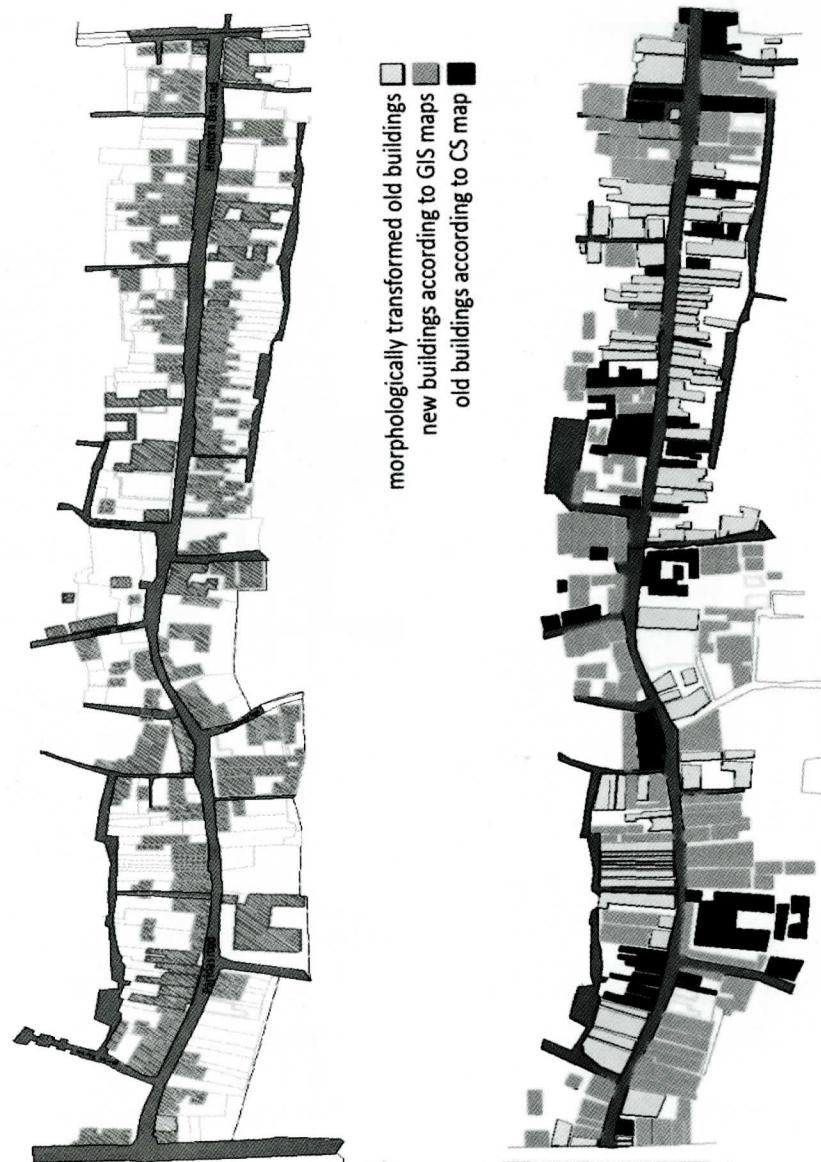 morphologically transformed old buildings
new buildings according to GIS maps
old buildings according to CS map